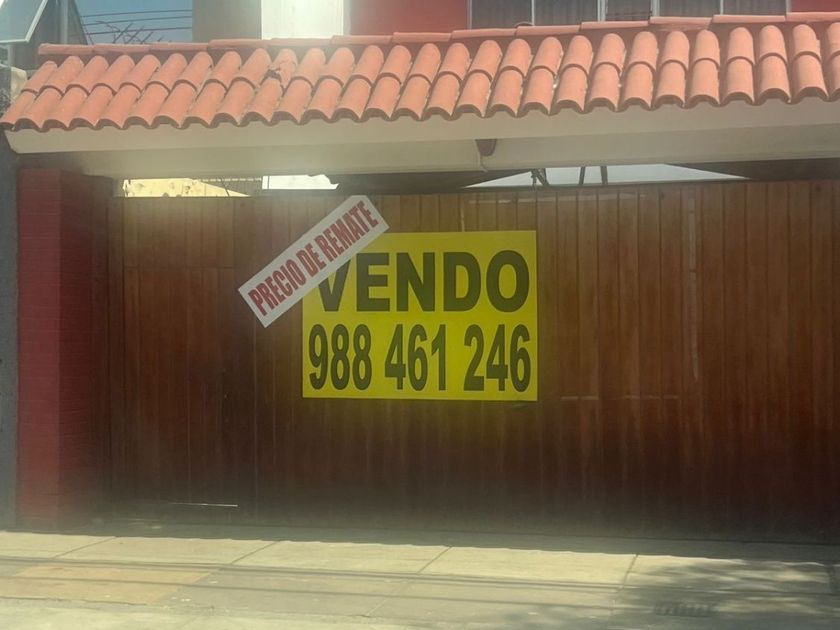 PRECIO DE REMATE
VENDO
988 461 246